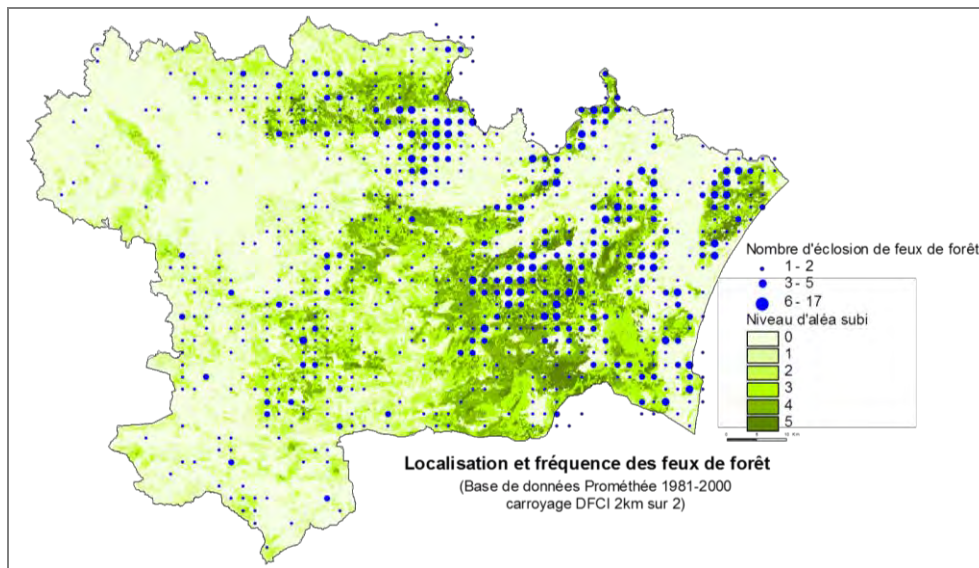 Nombre d'éclosion de feux de forêt
1 - 2
3 - 5
6 - 17
Niveau d'aléa subi
0
1
2
3
4
5
Localisation et fréquence des feux de forêt
(Base de données Prométhée 1981-2000
carroyage DFCI 2km sur 2)